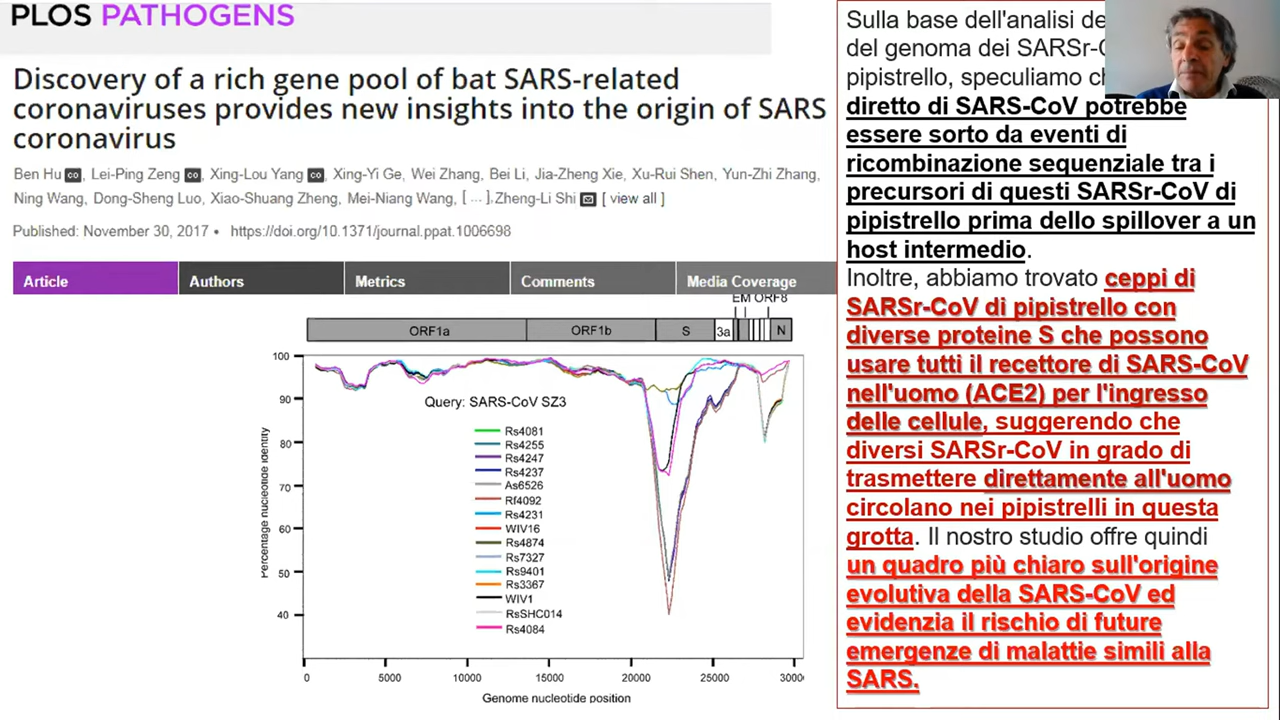 PLOS PATHOGENS
Discovery of a rich gene pool of bat SARS-related
coronaviruses provides new insights into the origin of SARS
coronavirus
Ben Hu co, Lei-Ping Zeng co, Xing-Lou Yang co, Xing-Yi Ge, Wei Zhang, Bei Li, Jia-Zheng Xie, Xu-Rui Shen, Yun-Zhi Zhang,
Ning Wang, Dong-Sheng Luo, Xiao-Shuang Zheng, Mei-Niang Wang, [ ... ], Zheng-Li Shi [ view all ]
Published: November 30, 2017 • https://doi.org/10.1371/journal.ppat.1006698
Article Authors Metrics Comments Media Coverage
EM ORF8
ORF1a ORF1b S 3a N
100
90
80
70
60
50
40
Percentage nucleotide identity
Query: SARS-CoV SZ3
Rs4081
Rs4255
Rs4247
Rs4237
As6526
Rf4092
Rs4231
WIV16
Rs4874
Rs7327
Rs9401
Rs3367
WIV1
RsSHC014
Rs4084
0 5000 10000 15000 20000 25000
Genome nucleotide position
Sulla base dell'analisi
del genoma dei
pipistrello, speculiamo
diretto di SARS-CoV potrebbe
essere sorto da eventi di
ricombinazione sequenziale tra i
precursori di questi SARSr-CoV di
pipistrello prima dello spillover a un
host intermedio.
Inoltre, abbiamo trovato ceppi di
SARSr-CoV di pipistrello con
diverse proteine S che possono
usare tutti il recettore di SARS-CoV
nell'uomo (ACE2) per l'ingresso
delle cellule, suggerendo che
diversi SARSr-CoV in grado di
trasmettere direttamente all'uomo
circolano nei pipistrelli in questa
grotta. Il nostro studio offre quindi
un quadro più chiaro sull'origine
evolutiva della SARS-CoV ed
evidenzia il rischio di future
emergenze di malattie simili alla
SARS.